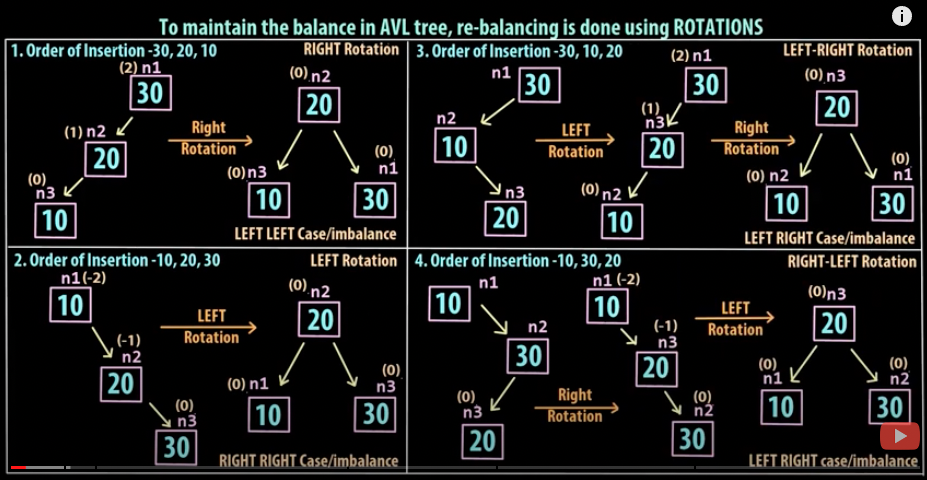 To maintain the balance in AVL tree, re-balancing is done using ROTATIONS
1. Order of Insertion -30, 20, 10
RIGHT Rotation
(2) n1
30
(1) n2
20
(0)
n3
10
Right
Rotation
(0) n2
20
(0) n3
10
(0)
n1
30
LEFT LEFT Case/imbalance
3. Order of Insertion -30, 10, 20
LEFT-RIGHT Rotation
n1
30
n2
10
n3
20
LEFT
Rotation
(2) n1
30
(1)
n3
20
(0) n2
10
Right
Rotation
(0) n3
20
(0) n2
10
(0)
n1
30
LEFT RIGHT Case/imbalance
2. Order of Insertion -10, 20, 30
LEFT Rotation
n1 (-2)
10
(-1)
n2
20
(0)
n3
30
LEFT
Rotation
(0) n2
20
(0) n1
10
(0)
n3
30
RIGHT RIGHT Case/imbalance
4. Order of Insertion -10, 30, 20
RIGHT-LEFT Rotation
10
n1
n2
30
(0)
n3
20
Right
Rotation
n1 (-2)
10
(-1)
n3
20
(0)
n2
30
LEFT
Rotation
(0) n3
20
(0)
n1
10
(0)
n2
30
LEFT RIGHT case/imbalance